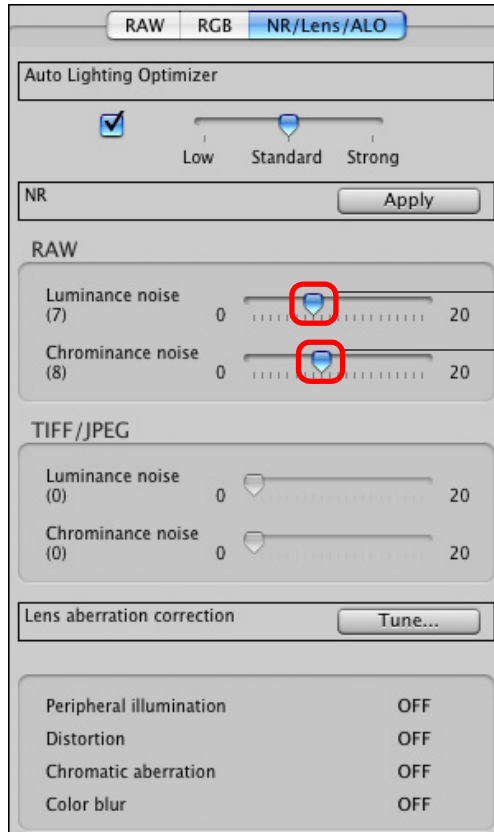 RAW RGB NR/Lens/ALO
Auto Lighting Optimizer
Low Standard Strong
NR Apply
RAW
Luminance noise
(7) 0 20
Chrominance noise
(8) 0 20
TIFF/JPEG
Luminance noise
(0) 0 20
Chrominance noise
(0) 0 20
Lens aberration correction Tune...
Peripheral illumination OFF
Distortion OFF
Chromatic aberration OFF
Color blur OFF